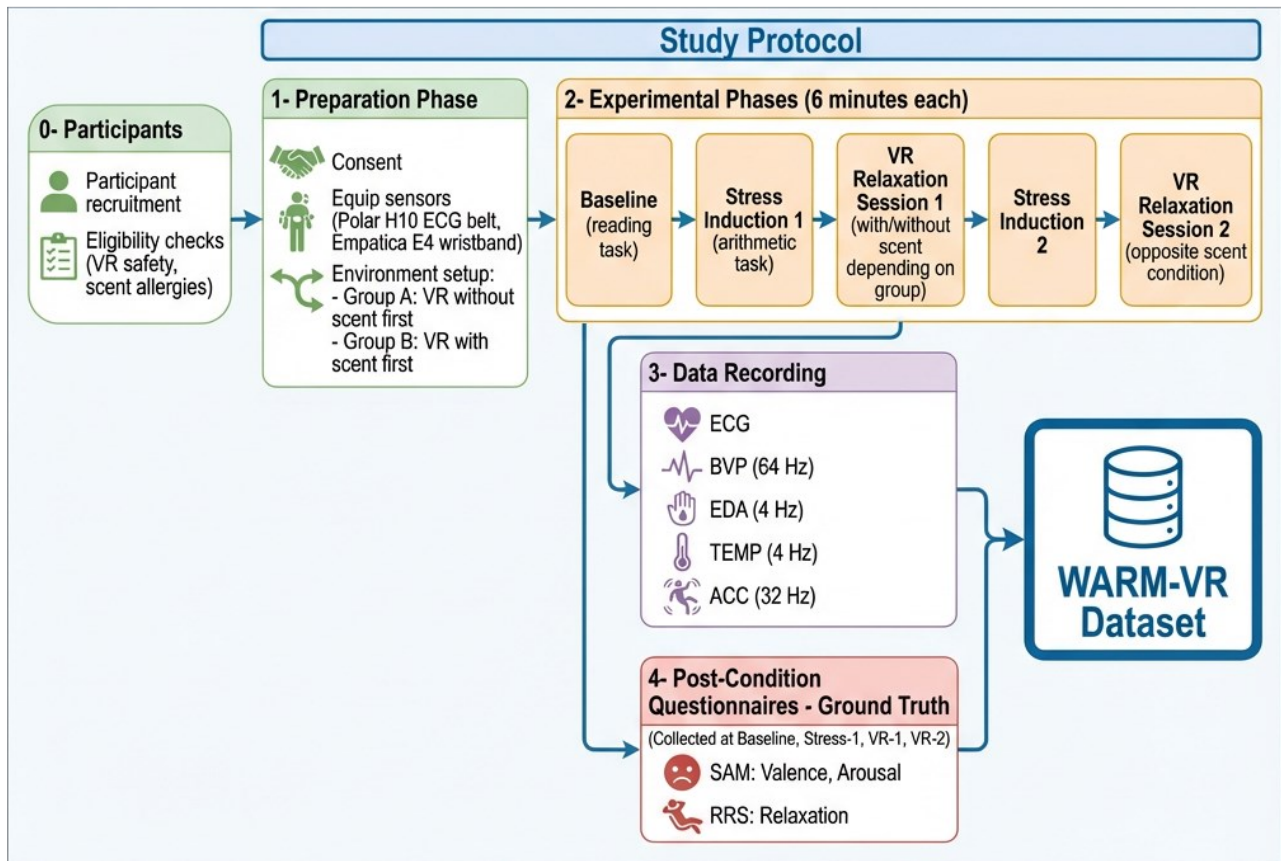 Study Protocol
0- Participants
Participant
recruitment
Eligibility checks
(VR safety,
scent allergies)
1- Preparation Phase
Consent
Equip sensors
(Polar H10 ECG belt,
Empatica E4 wristband)
Environment setup:
- Group A: VR without
scent first
- Group B: VR with
scent first
2- Experimental Phases (6 minutes each)
Baseline
(reading
task)
Stress
Induction 1
(arithmetic
task)
VR
Relaxation
Session 1
(with/without
scent
depending on
group)
Stress
Induction
2
VR
Relaxation
Session 2
(opposite scent
condition)
3- Data Recording
ECG
BVP (64 Hz)
EDA (4 Hz)
TEMP (4 Hz)
ACC (32 Hz)
4- Post-Condition
Questionnaires - Ground Truth
(Collected at Baseline, Stress-1, VR-1, VR-2)
SAM: Valence, Arousal
RRS: Relaxation
WARM-VR
Dataset